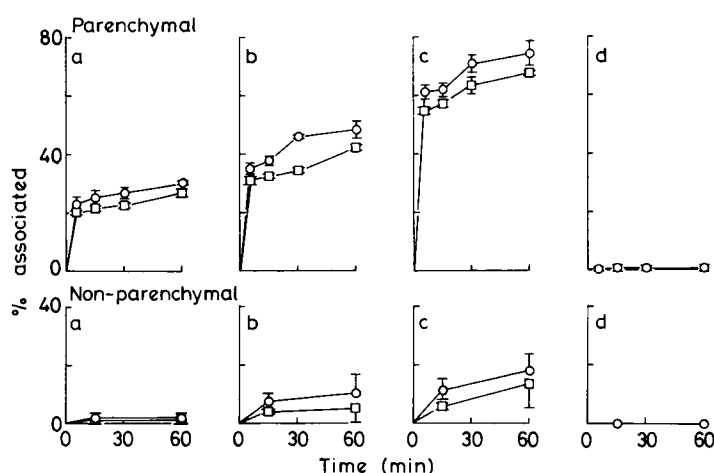 Parenchymal
80
40
0
a
b
c
d
% associated
Non-parenchymal
40
0
a
b
c
d
0 30 60 0 30 60 0 30 60 0 30 60
Time (min)